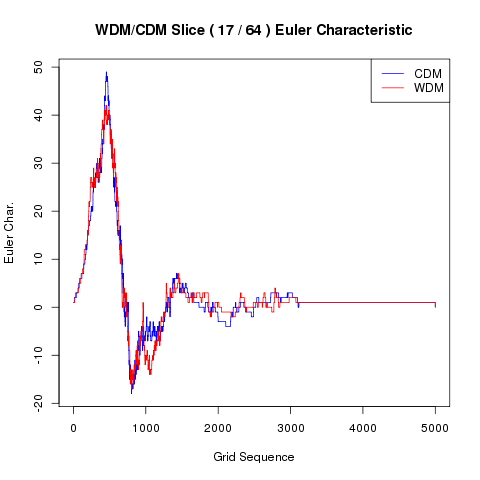 WDM/CDM Slice ( 17 / 64 ) Euler Characteristic
CDM
WDM
Euler Char.
50
40
30
20
10
0
-10
-20
0 1000 2000 3000 4000 5000
Grid Sequence